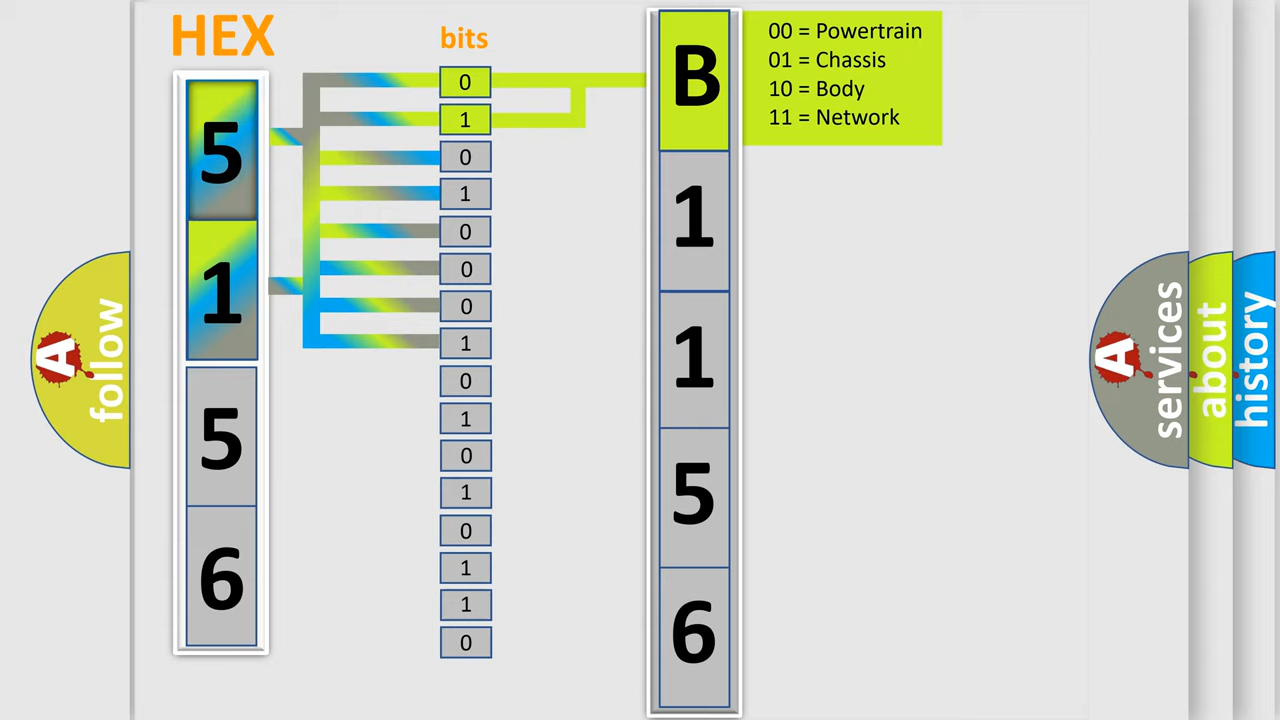 HEX
bits
5
1
5
6
0
1
0
1
0
0
0
1
0
1
0
1
0
1
1
0
B
1
1
5
6
00 = Powertrain
01 = Chassis
10 = Body
11 = Network
A
follow
A
services
about
history